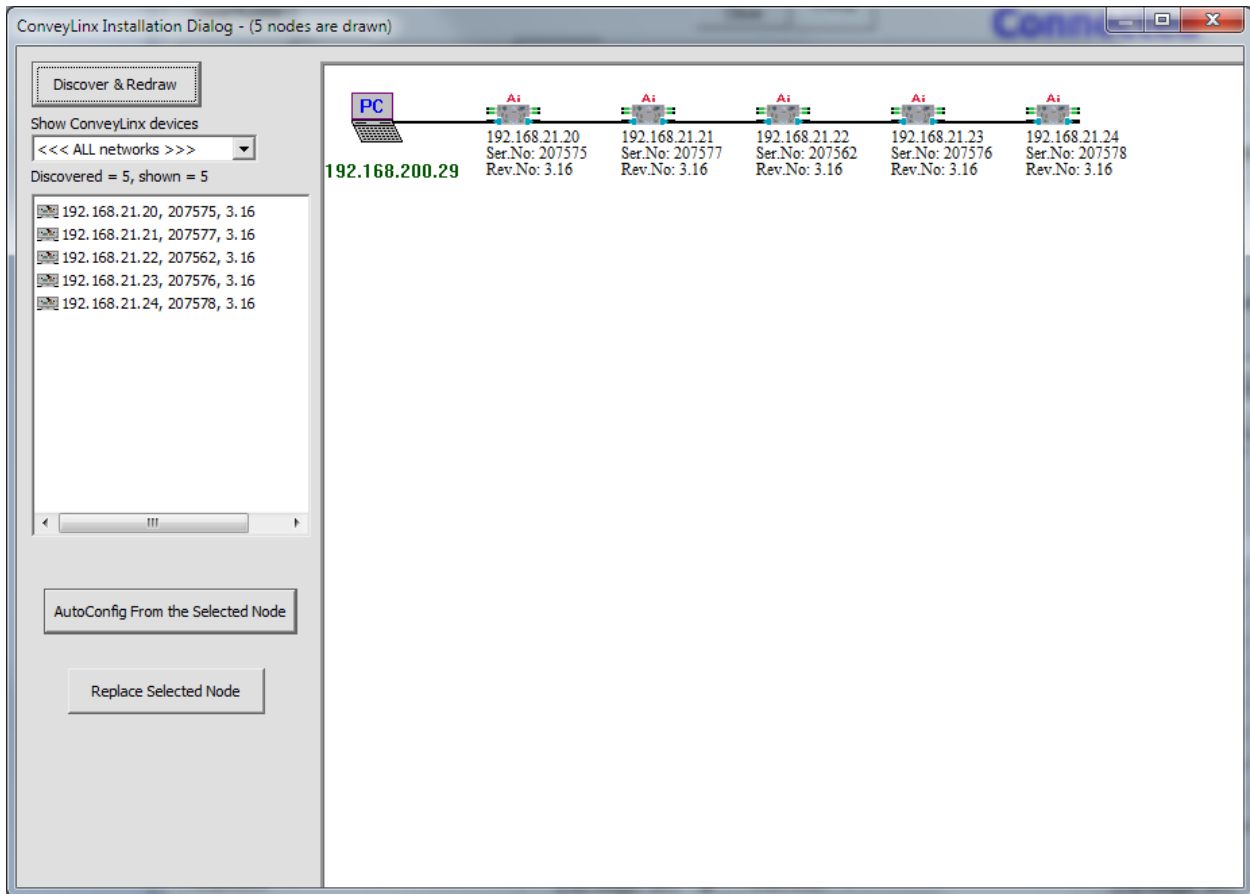 ConveyLinx Installation Dialog - (5 nodes are drawn)
Discover & Redraw
Show ConveyLinx devices
<<< ALL networks >>>
Discovered = 5, shown = 5
192.168.21.20, 207575, 3.16
192.168.21.21, 207577, 3.16
192.168.21.22, 207562, 3.16
192.168.21.23, 207576, 3.16
192.168.21.24, 207578, 3.16
AutoConfig From the Selected Node
Replace Selected Node
PC
192.168.200.29
Ai
192.168.21.20
Ser.No: 207575
Rev.No: 3.16
Ai
192.168.21.21
Ser.No: 207577
Rev.No: 3.16
Ai
192.168.21.22
Ser.No: 207562
Rev.No: 3.16
Ai
192.168.21.23
Ser.No: 207576
Rev.No: 3.16
Ai
192.168.21.24
Ser.No: 207578
Rev.No: 3.16